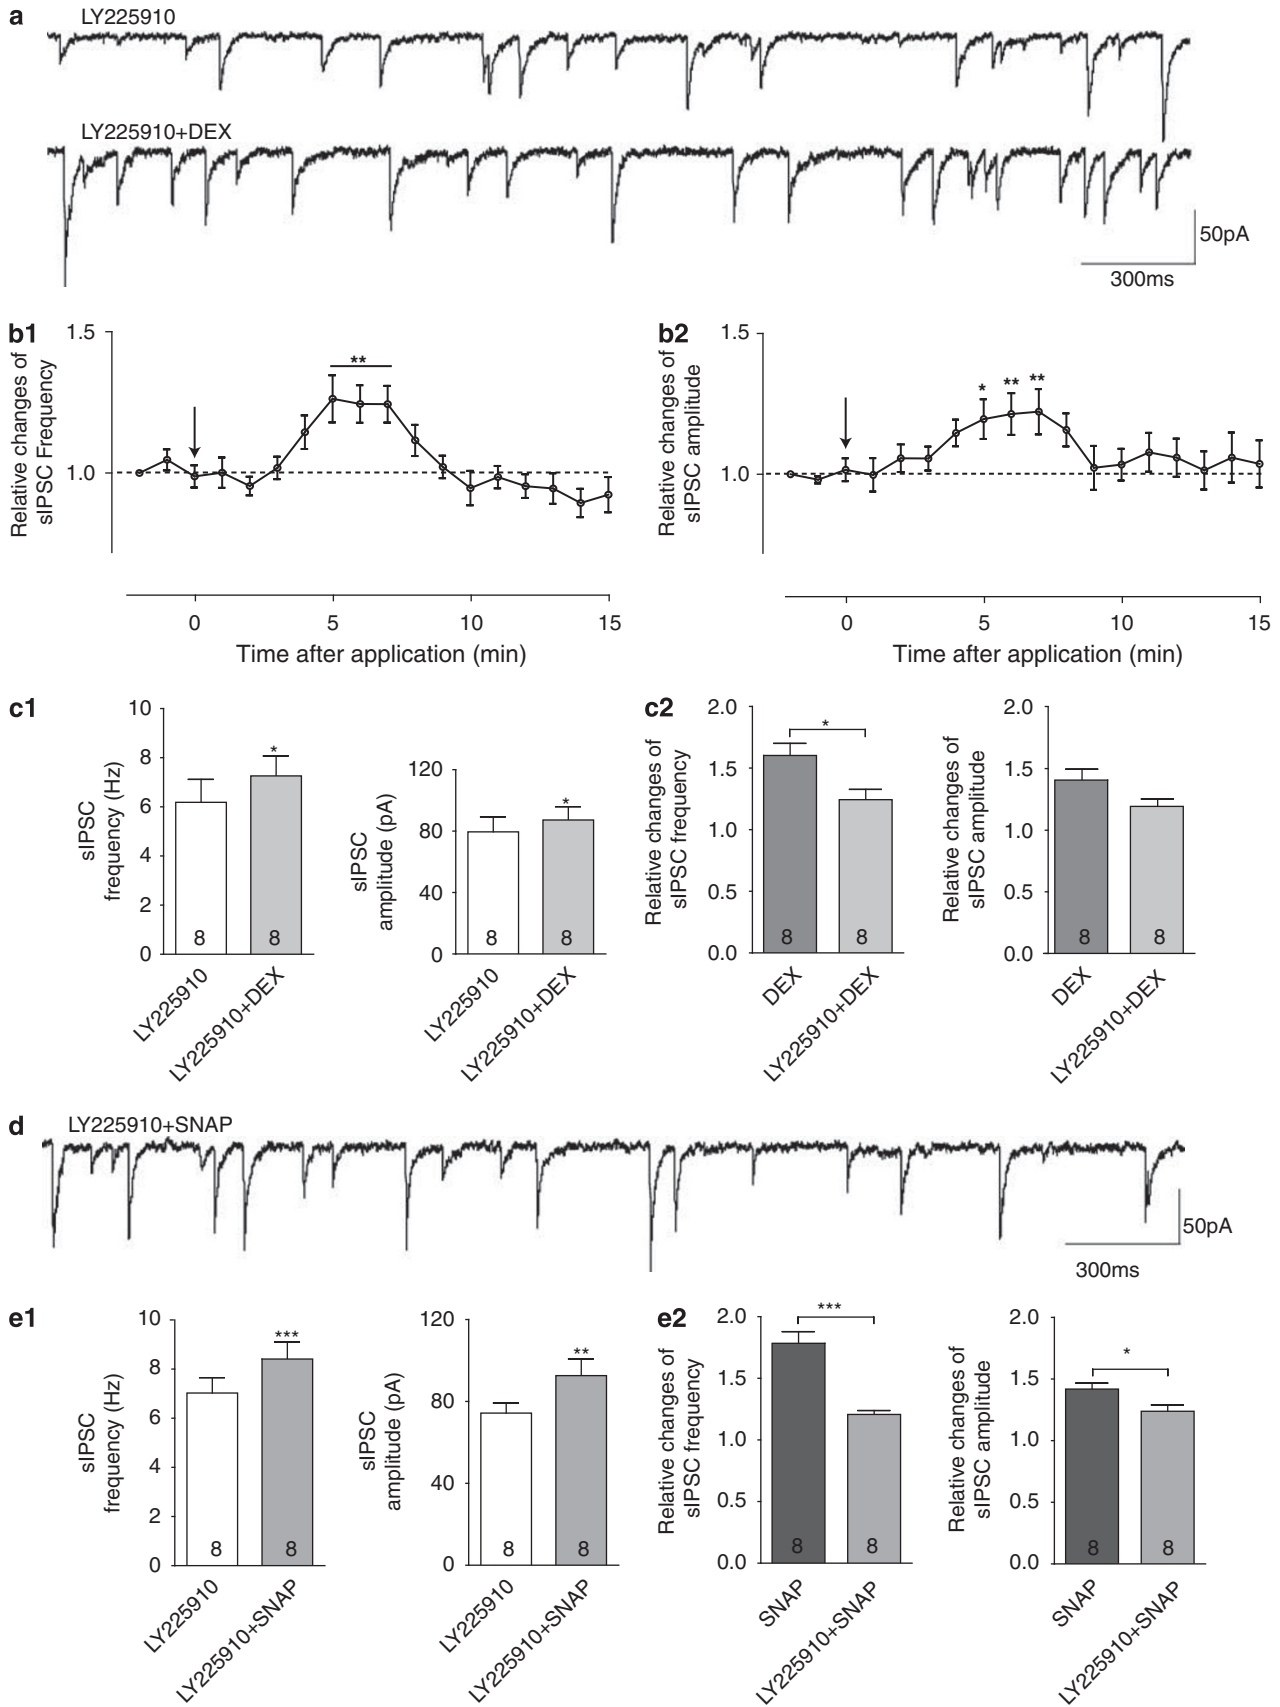 a
LY225910
LY225910+DEX
50pA
300ms
b1
Relative changes of
sIPSC Frequency
1.5
1.0
**
0
5
10
15
Time after application (min)
b2
Relative changes of
sIPSC amplitude
1.5
1.0
*
**
**
0
5
10
15
Time after application (min)
c1
sIPSC
frequency (Hz)
10
8
6
4
2
0
*
8
8
LY225910
LY225910+DEX
sIPSC
amplitude (pA)
120
80
40
0
*
8
8
LY225910
LY225910+DEX
c2
Relative changes of
sIPSC frequency
2.0
1.5
1.0
0.5
0.0
*
8
8
DEX
LY225910+DEX
Relative changes of
sIPSC amplitude
2.0
1.5
1.0
0.5
0.0
8
8
DEX
LY225910+DEX
d
LY225910+SNAP
50pA
300ms
e1
sIPSC
frequency (Hz)
10
8
6
4
2
0
***
8
8
LY225910
LY225910+SNAP
sIPSC
amplitude (pA)
120
80
40
0
**
8
8
LY225910
LY225910+SNAP
e2
Relative changes of
sIPSC frequency
2.0
1.5
1.0
0.5
0.0
***
8
8
SNAP
LY225910+SNAP
Relative changes of
sIPSC amplitude
2.0
1.5
1.0
0.5
0.0
*
8
8
SNAP
LY225910+SNAP